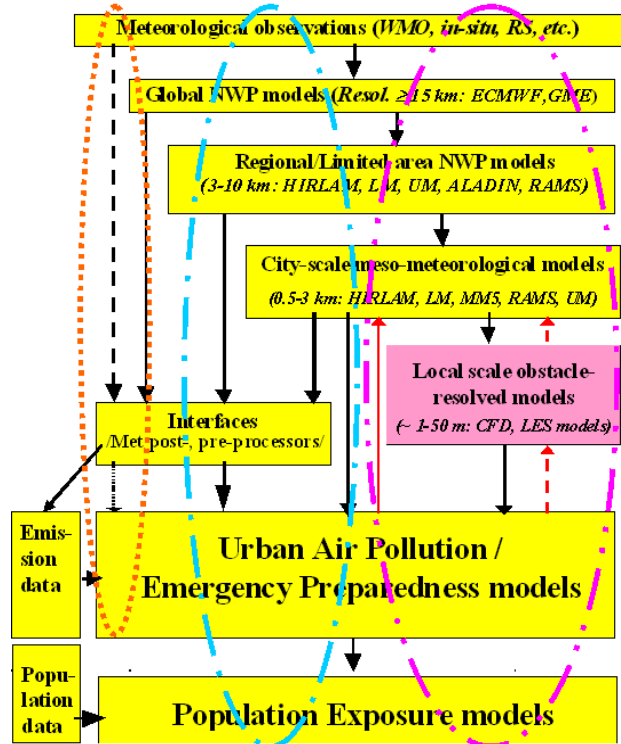 Meteorological observations (WMO, in-situ, RS, etc.)
Global NWP models (Resol. ≥15 km: ECMWF,GME)
Regional/Limited area NWP models
(3-10 km: HIRLAM, LM, UM, ALADIN, RAMS)
City-scale meso-meteorological models
(0.5-3 km: HIRLAM, LM, MM5, RAMS, UM)
Local scale obstacle-
resolved models
(~ 1-50 m: CFD, LES models)
Interfaces
/Met post-, pre-processors/
Emis-
sion
data
Urban Air Pollution /
Emergency Preparedness models
Popu-
lation
data
Population Exposure models